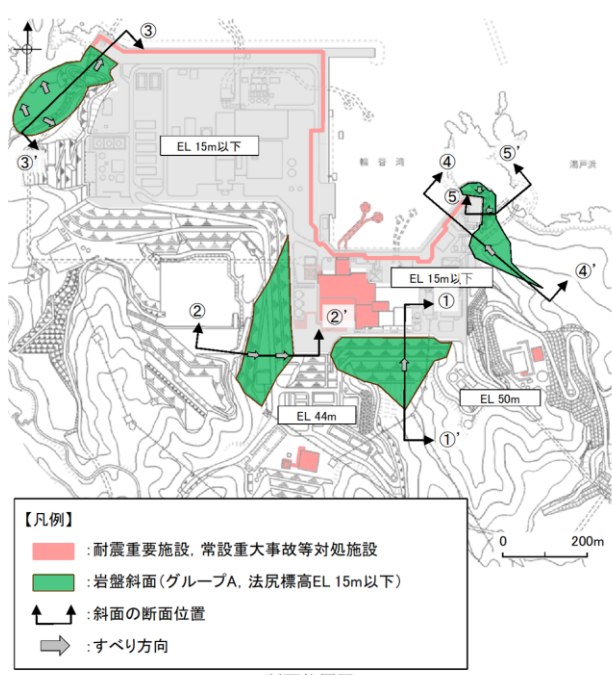 ③
③'
EL 15m以下
輪谷湾
④
⑤'
宇戸浜
⑤
④'
EL 15m以下
①
②
②'
EL 50m
EL 44m
①'
【凡例】
:耐震重要施設,常設重大事故等対処施設
:岩盤斜面(グループA,法尻標高EL 15m以下)
:斜面の断面位置
:すべり方向
0 200m